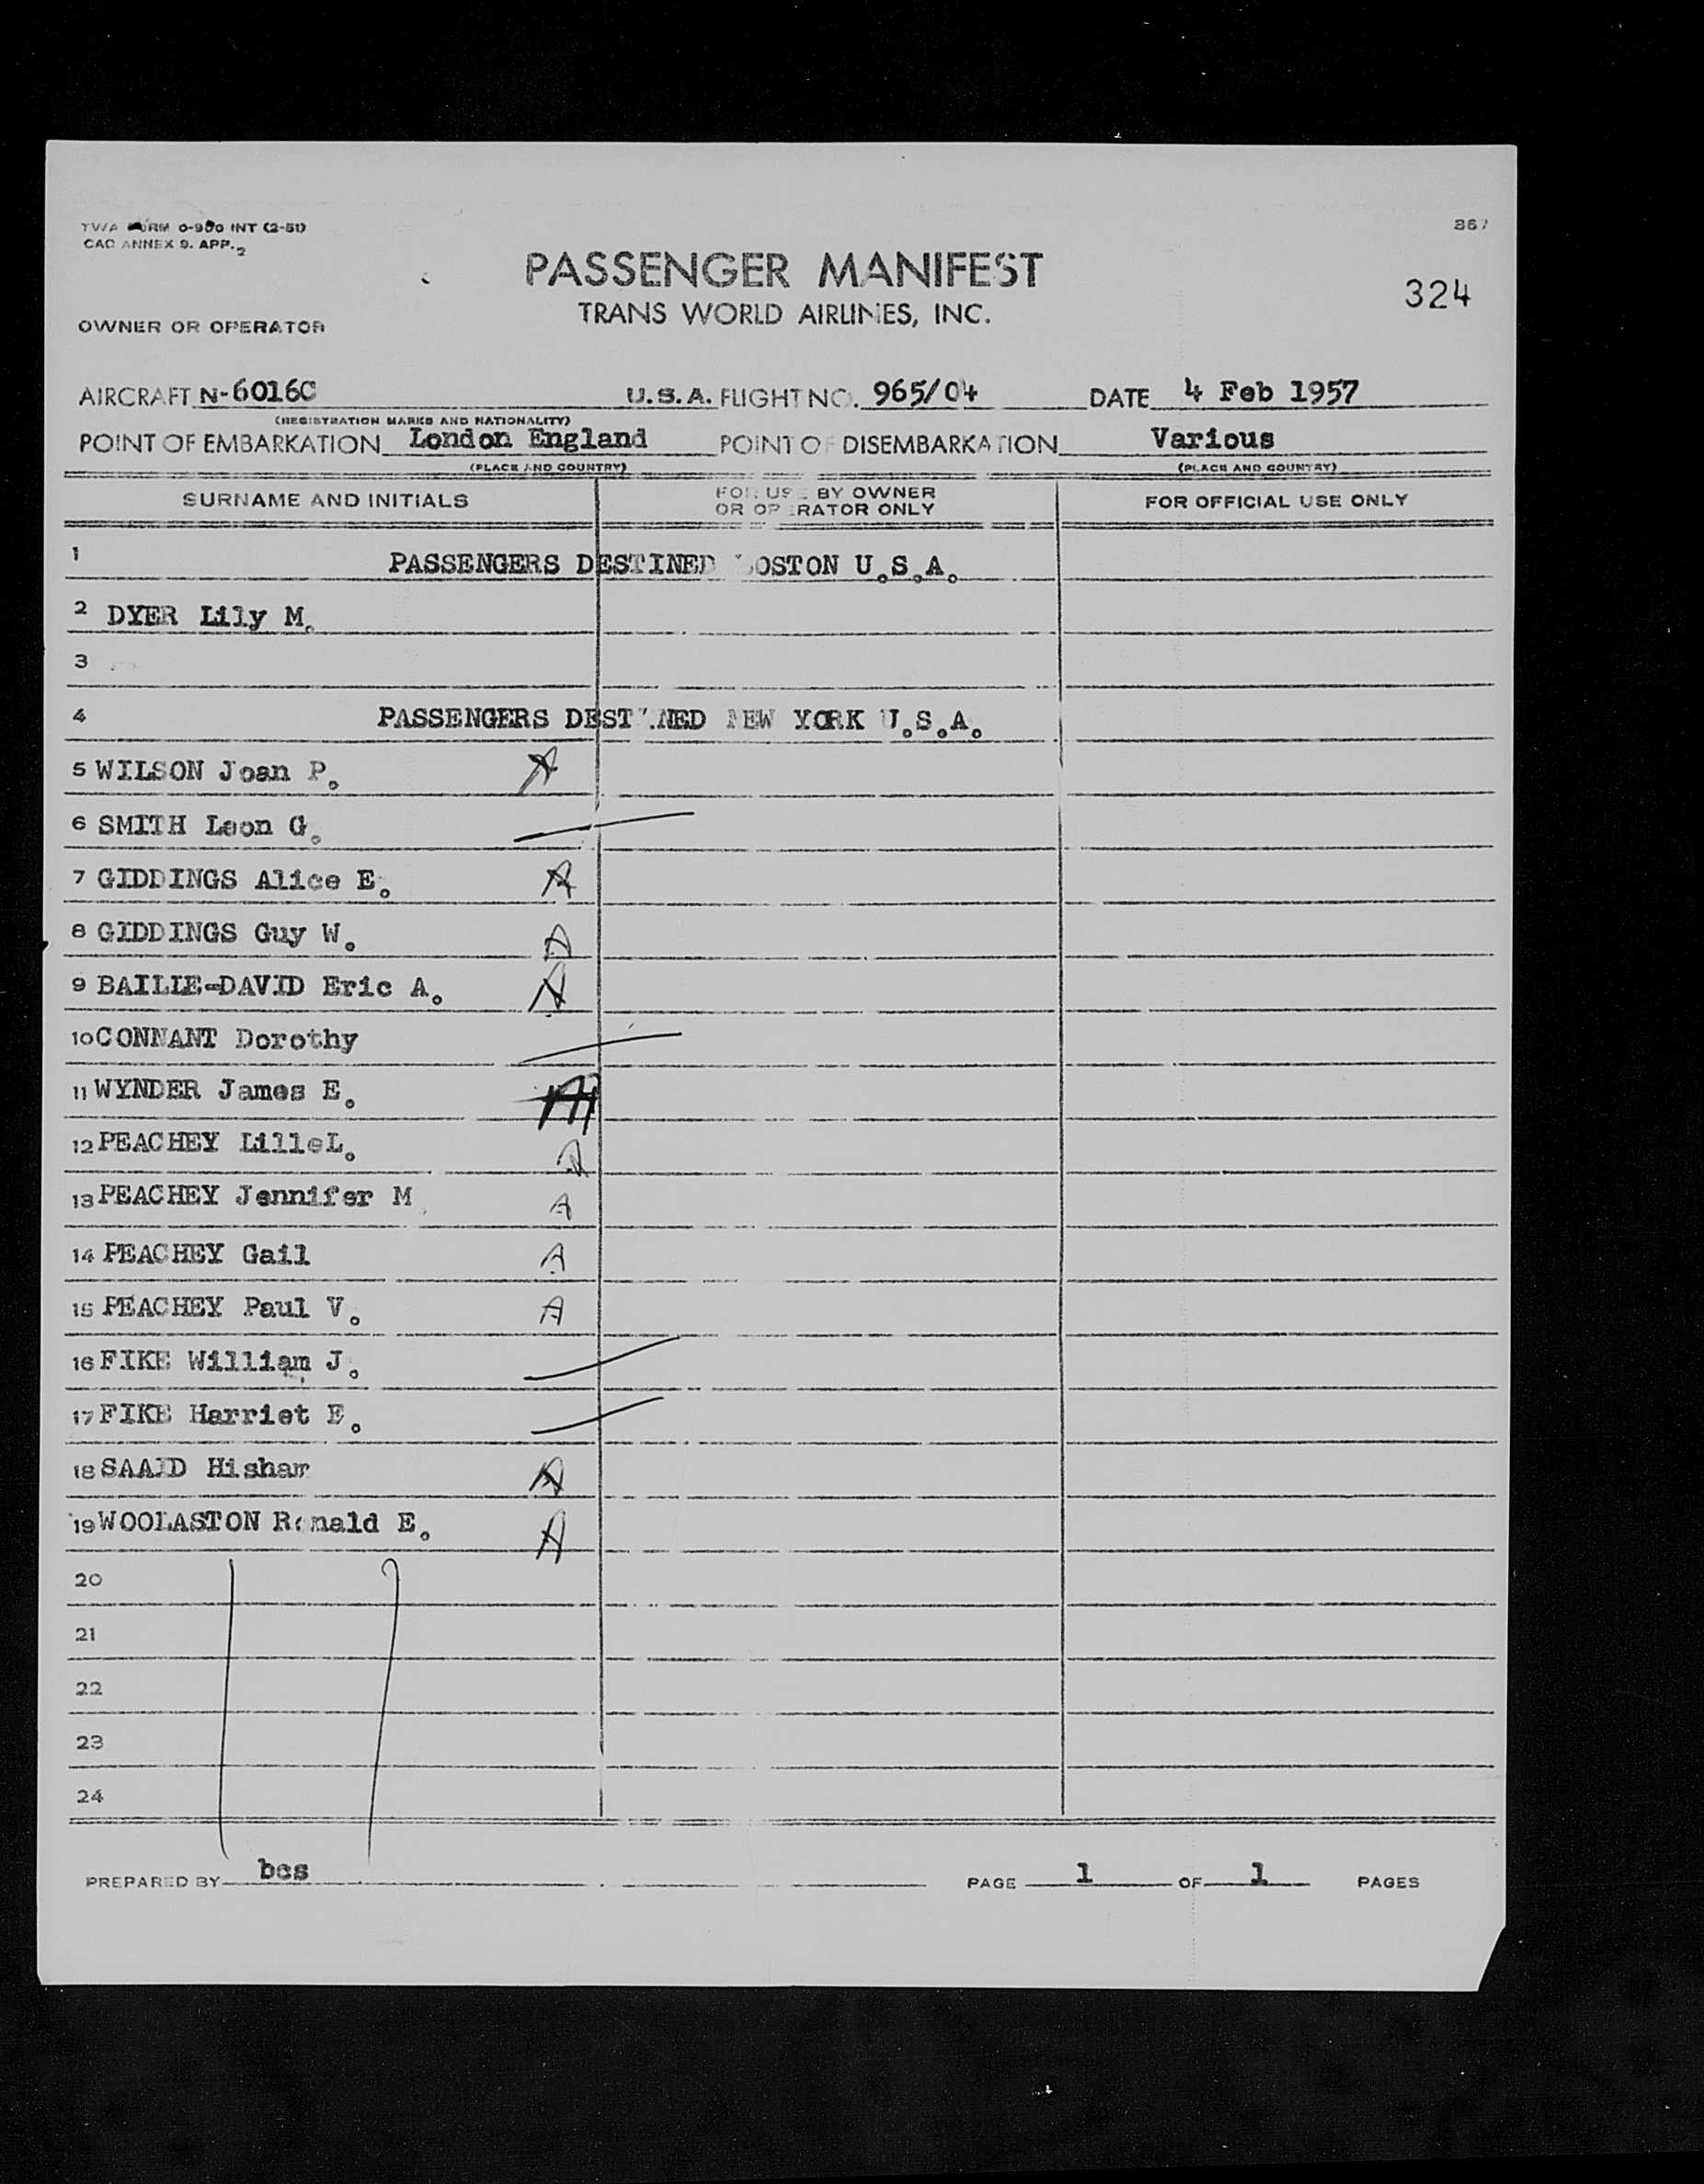 TWA FORM 0-980 INT (2-51)
CAO ANNEX 9. APP. 2
867
PASSENGER MANIFEST
324
TRANS WORLD AIRLINES, INC.
OWNER OR OPERATOR
AIRCRAFT N-6016C U.S.A. FLIGHT NO. 965/04 DATE 4 Feb 1957
(REGISTRATION MARKS AND NATIONALITY)
POINT OF EMBARKATION London England POINT OF DISEMBARKATION Various
(PLACE AND COUNTRY) (PLACE AND COUNTRY)
SURNAME AND INITIALS FOR USE BY OWNER OR OPERATOR ONLY FOR OFFICIAL USE ONLY
1 PASSENGERS DESTINED BOSTON U.S.A.
2 DYER Lily M.
3
4 PASSENGERS DESTINED NEW YORK U.S.A.
5 WILSON Joan P. A
6 SMITH Leon G.
7 GIDDINGS Alice E. A
8 GIDDINGS Guy W. A
9 BAILLIE-DAVID Eric A. A
10 CONNANT Dorothy
11 WYNDER James E. A
12 PEACHEY LilleL. A
13 PEACHEY Jennifer M A
14 PEACHEY Gail A
15 PEACHEY Paul V. A
16 FIKE William J.
17 FIKE Harriet E.
18 SAAID Hisham A
19 WOOLASTON Ronald E. A
20
21
22
23
24
PREPARED BY bcs PAGE 1 OF 1 PAGES